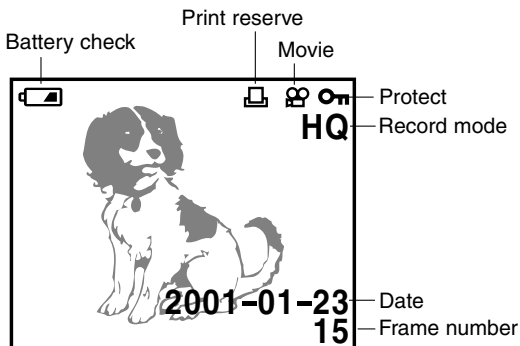 Print reserve
Battery check
Movie
Protect
HQ
Record mode
2001-01-23
Date
15
Frame number